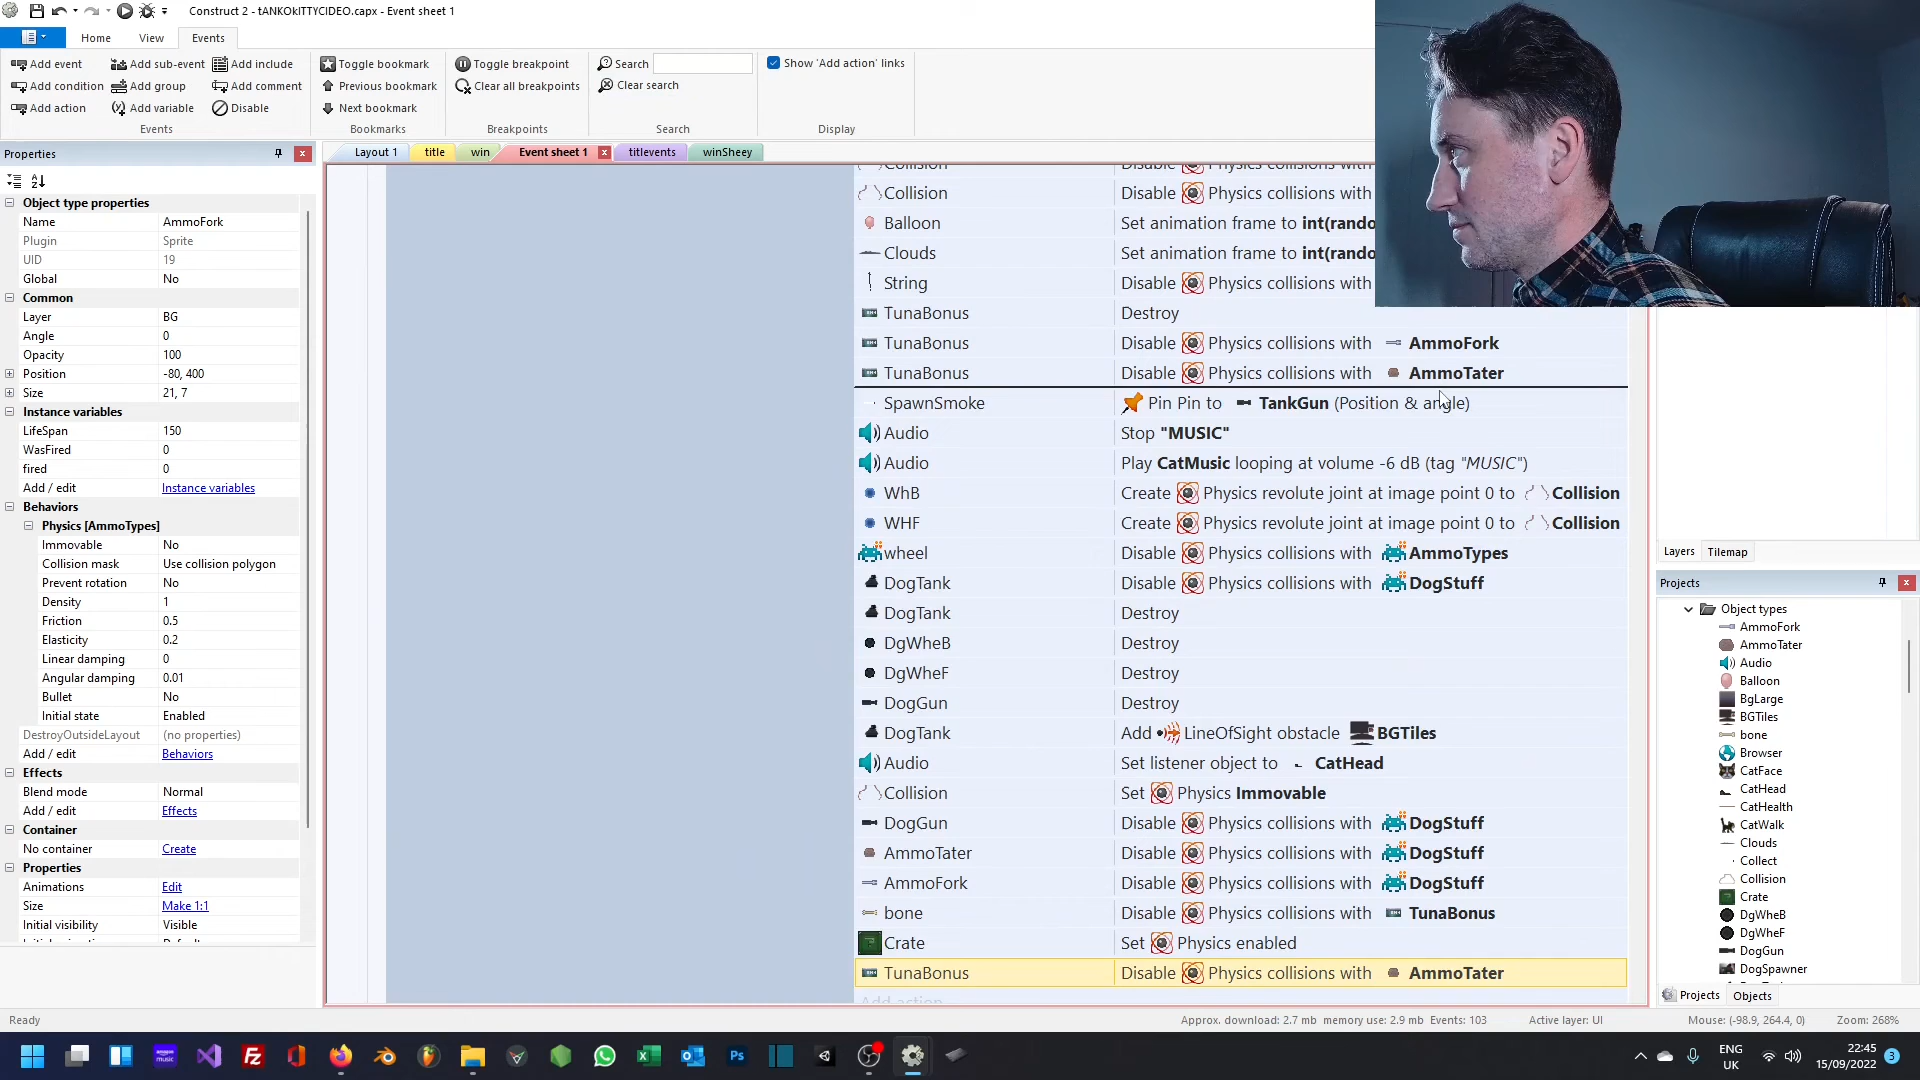 Construct 2 - tANKOkITTYCIDEO.capx - Event sheet 1
Home View Events
Add event Add sub-event Add include Toggle bookmark Toggle breakpoint Search Show 'Add action' links
Add condition Add group Add comment Previous bookmark Clear all breakpoints Clear search
Add action Add variable Disable Next bookmark
Events Bookmarks Breakpoints Search Display
Properties
Layout 1 title win Event sheet 1 titlevents winSheey
Object type properties
Name AmmoFork
Plugin Sprite
UID 19
Global No
Common
Layer BG
Angle 0
Opacity 100
Position -80, 400
Size 21, 7
Instance variables
LifeSpan 150
WasFired 0
fired 0
Add / edit Instance variables
Behaviors
Physics [AmmoTypes]
Immovable No
Collision mask Use collision polygon
Prevent rotation No
Density 1
Friction 0.5
Elasticity 0.2
Linear damping 0
Angular damping 0.01
Bullet No
Initial state Enabled
DestroyOutsideLayout (no properties)
Add / edit Behaviors
Effects
Blend mode Normal
Add / edit Effects
Container
No container Create
Properties
Animations Edit
Size Make 1:1
Initial visibility Visible
Collision Disable Physics collisions with
Collision Disable Physics collisions with
Balloon Set animation frame to int(rando
Clouds Set animation frame to int(rando
String Disable Physics collisions with
TunaBonus Destroy
TunaBonus Disable Physics collisions with AmmoFork
TunaBonus Disable Physics collisions with AmmoTater
SpawnSmoke Pin Pin to TankGun (Position & angle)
Audio Stop "MUSIC"
Audio Play CatMusic looping at volume -6 dB (tag "MUSIC")
WhB Create Physics revolute joint at image point 0 to Collision
WHF Create Physics revolute joint at image point 0 to Collision
wheel Disable Physics collisions with AmmoTypes
DogTank Disable Physics collisions with DogStuff
DogTank Destroy
DgWheB Destroy
DgWheF Destroy
DogGun Destroy
DogTank Add LineOfSight obstacle BGTiles
Audio Set listener object to CatHead
Collision Set Physics Immovable
DogGun Disable Physics collisions with DogStuff
AmmoTater Disable Physics collisions with DogStuff
AmmoFork Disable Physics collisions with DogStuff
bone Disable Physics collisions with TunaBonus
Crate Set Physics enabled
TunaBonus Disable Physics collisions with AmmoTater
Add action
Layers Tilemap
Projects
Object types
AmmoFork
AmmoTater
Audio
Balloon
BgLarge
BGTiles
bone
Browser
CatFace
CatHead
CatHealth
CatWalk
Clouds
Collect
Collision
Crate
DgWheB
DgWheF
DogGun
DogSpawner
Projects Objects
Ready Approx. download: 2.7 mb memory use: 2.9 mb Events: 103 Active layer: UI Mouse: (-98.9, 264.4, 0) Zoom: 268%
ENG
UK
22:45
15/09/2022
3